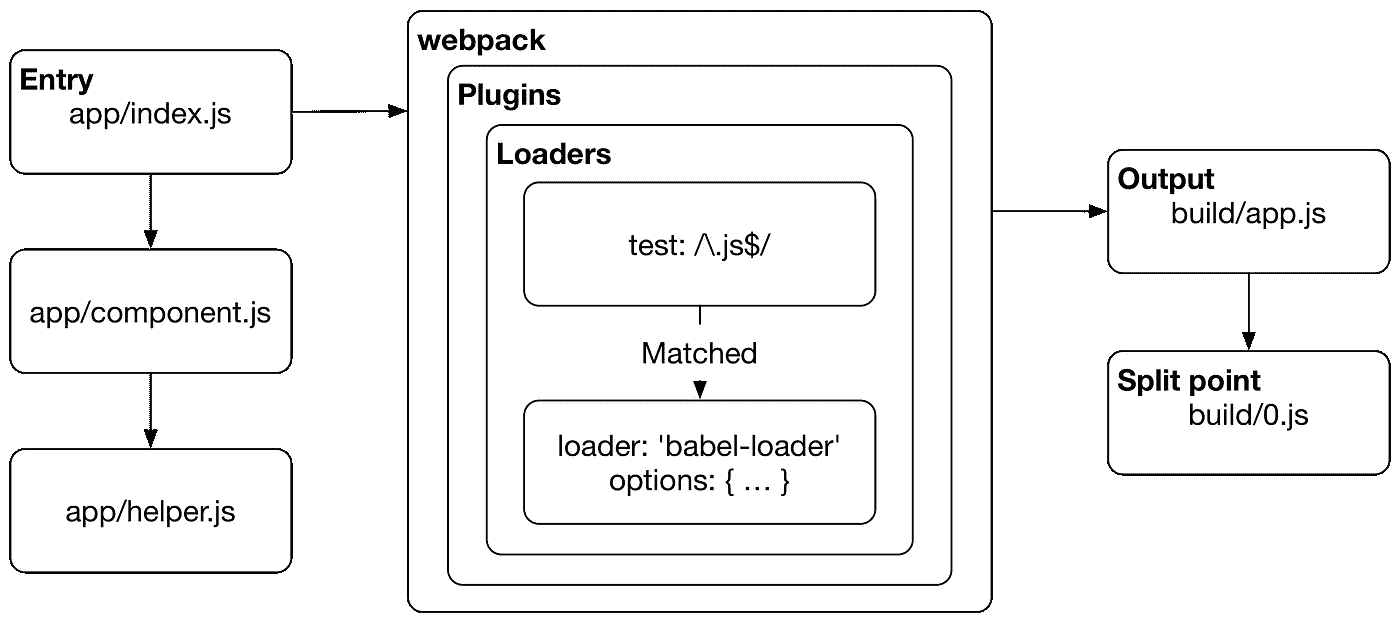 Entry
app/index.js
app/component.js
app/helper.js
webpack
Plugins
Loaders
test: /\.js$/
Matched
loader: 'babel-loader'
options: { … }
Output
build/app.js
Split point
build/0.js